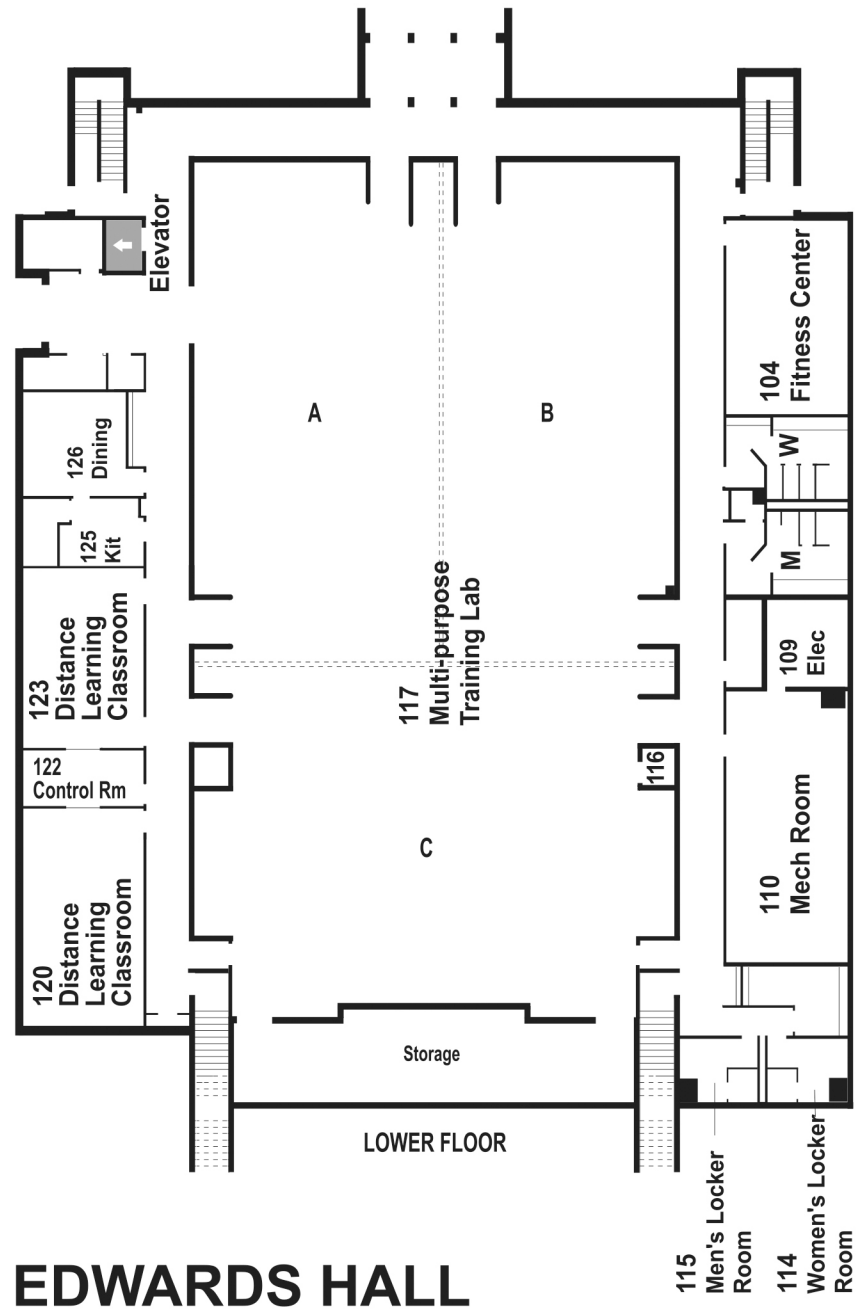 Elevator
104
Fitness Center
A
B
126
Dining
W
125
Kit
M
123
Distance
Learning
Classroom
117
Multi-purpose
Training Lab
109
Elec
122
Control Rm
116
C
110
Mech Room
120
Distance
Learning
Classroom
Storage
LOWER FLOOR
115
Men's Locker
Room
114
Women's Locker
Room
EDWARDS HALL